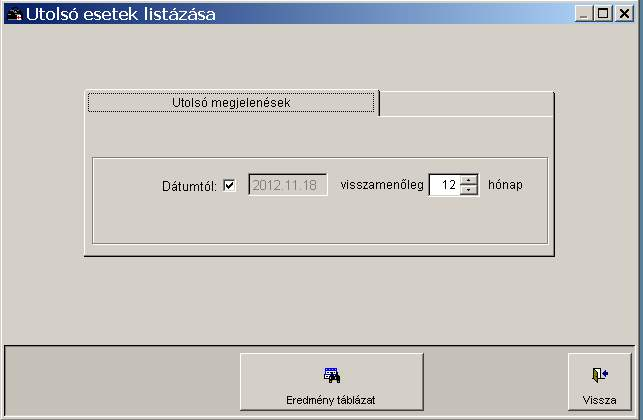 Utolsó esetek listázása
Utolsó megjelenések
Dátumtól: 2012.11.18 visszamenőleg 12 hónap
Eredmény táblázat
Vissza